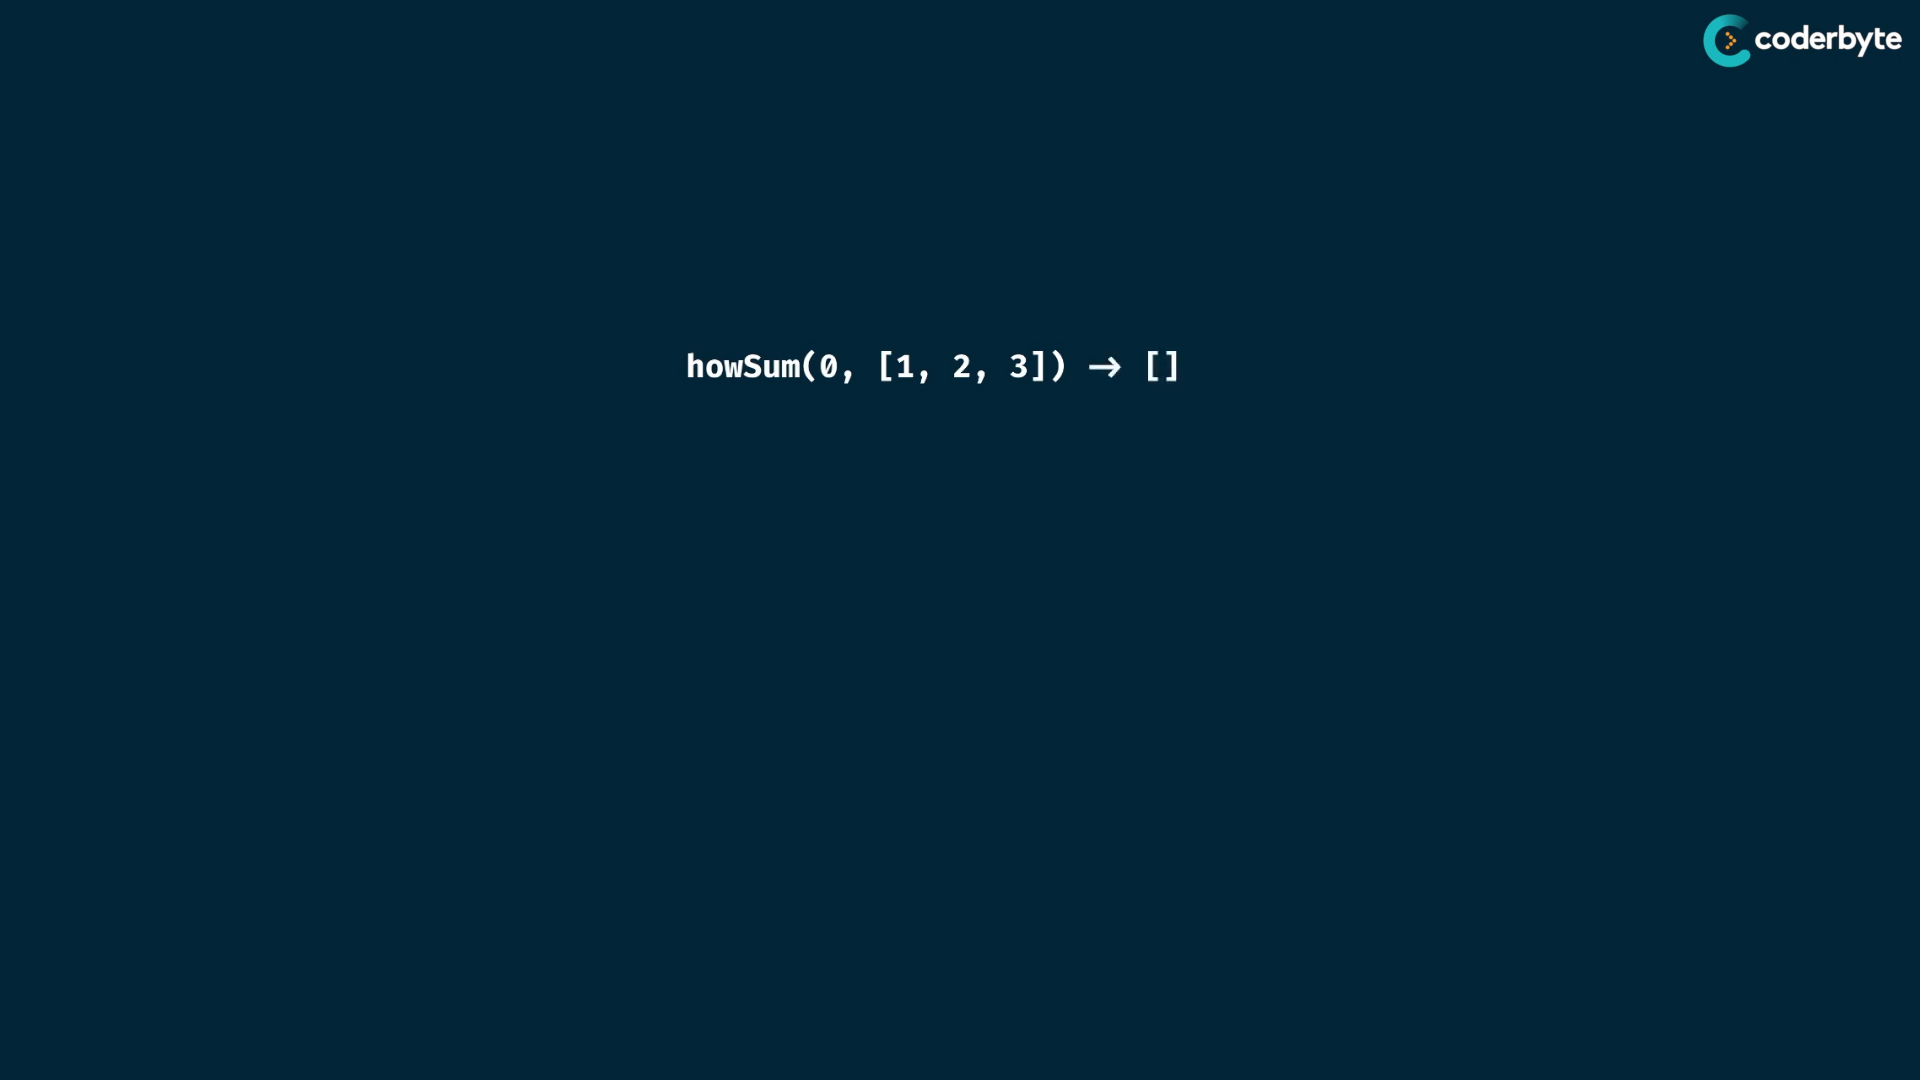 coderbyte
howSum(0, [1, 2, 3]) → []